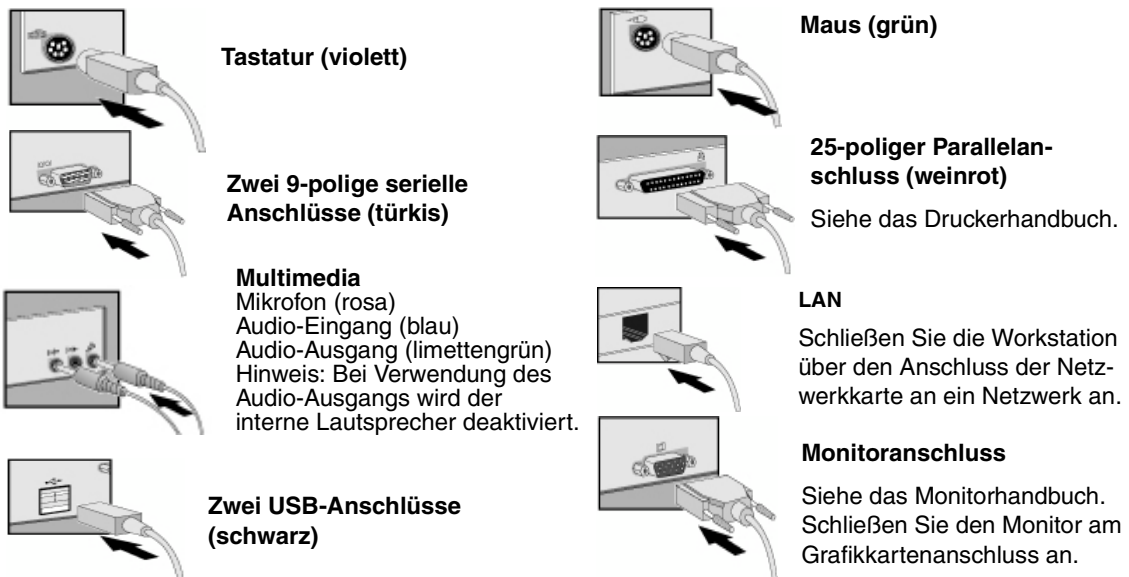 Tastatur (violett)
Zwei 9-polige serielle
Anschlüsse (türkis)
Multimedia
Mikrofon (rosa)
Audio-Eingang (blau)
Audio-Ausgang (limettengrün)
Hinweis: Bei Verwendung des
Audio-Ausgangs wird der
interne Lautsprecher deaktiviert.
Zwei USB-Anschlüsse
(schwarz)
Maus (grün)
25-poliger Parallelan-
schluss (weinrot)
Siehe das Druckerhandbuch.
LAN
Schließen Sie die Workstation
über den Anschluss der Netz-
werkkarte an ein Netzwerk an.
Monitoranschluss
Siehe das Monitorhandbuch.
Schließen Sie den Monitor am
Grafikkartenanschluss an.